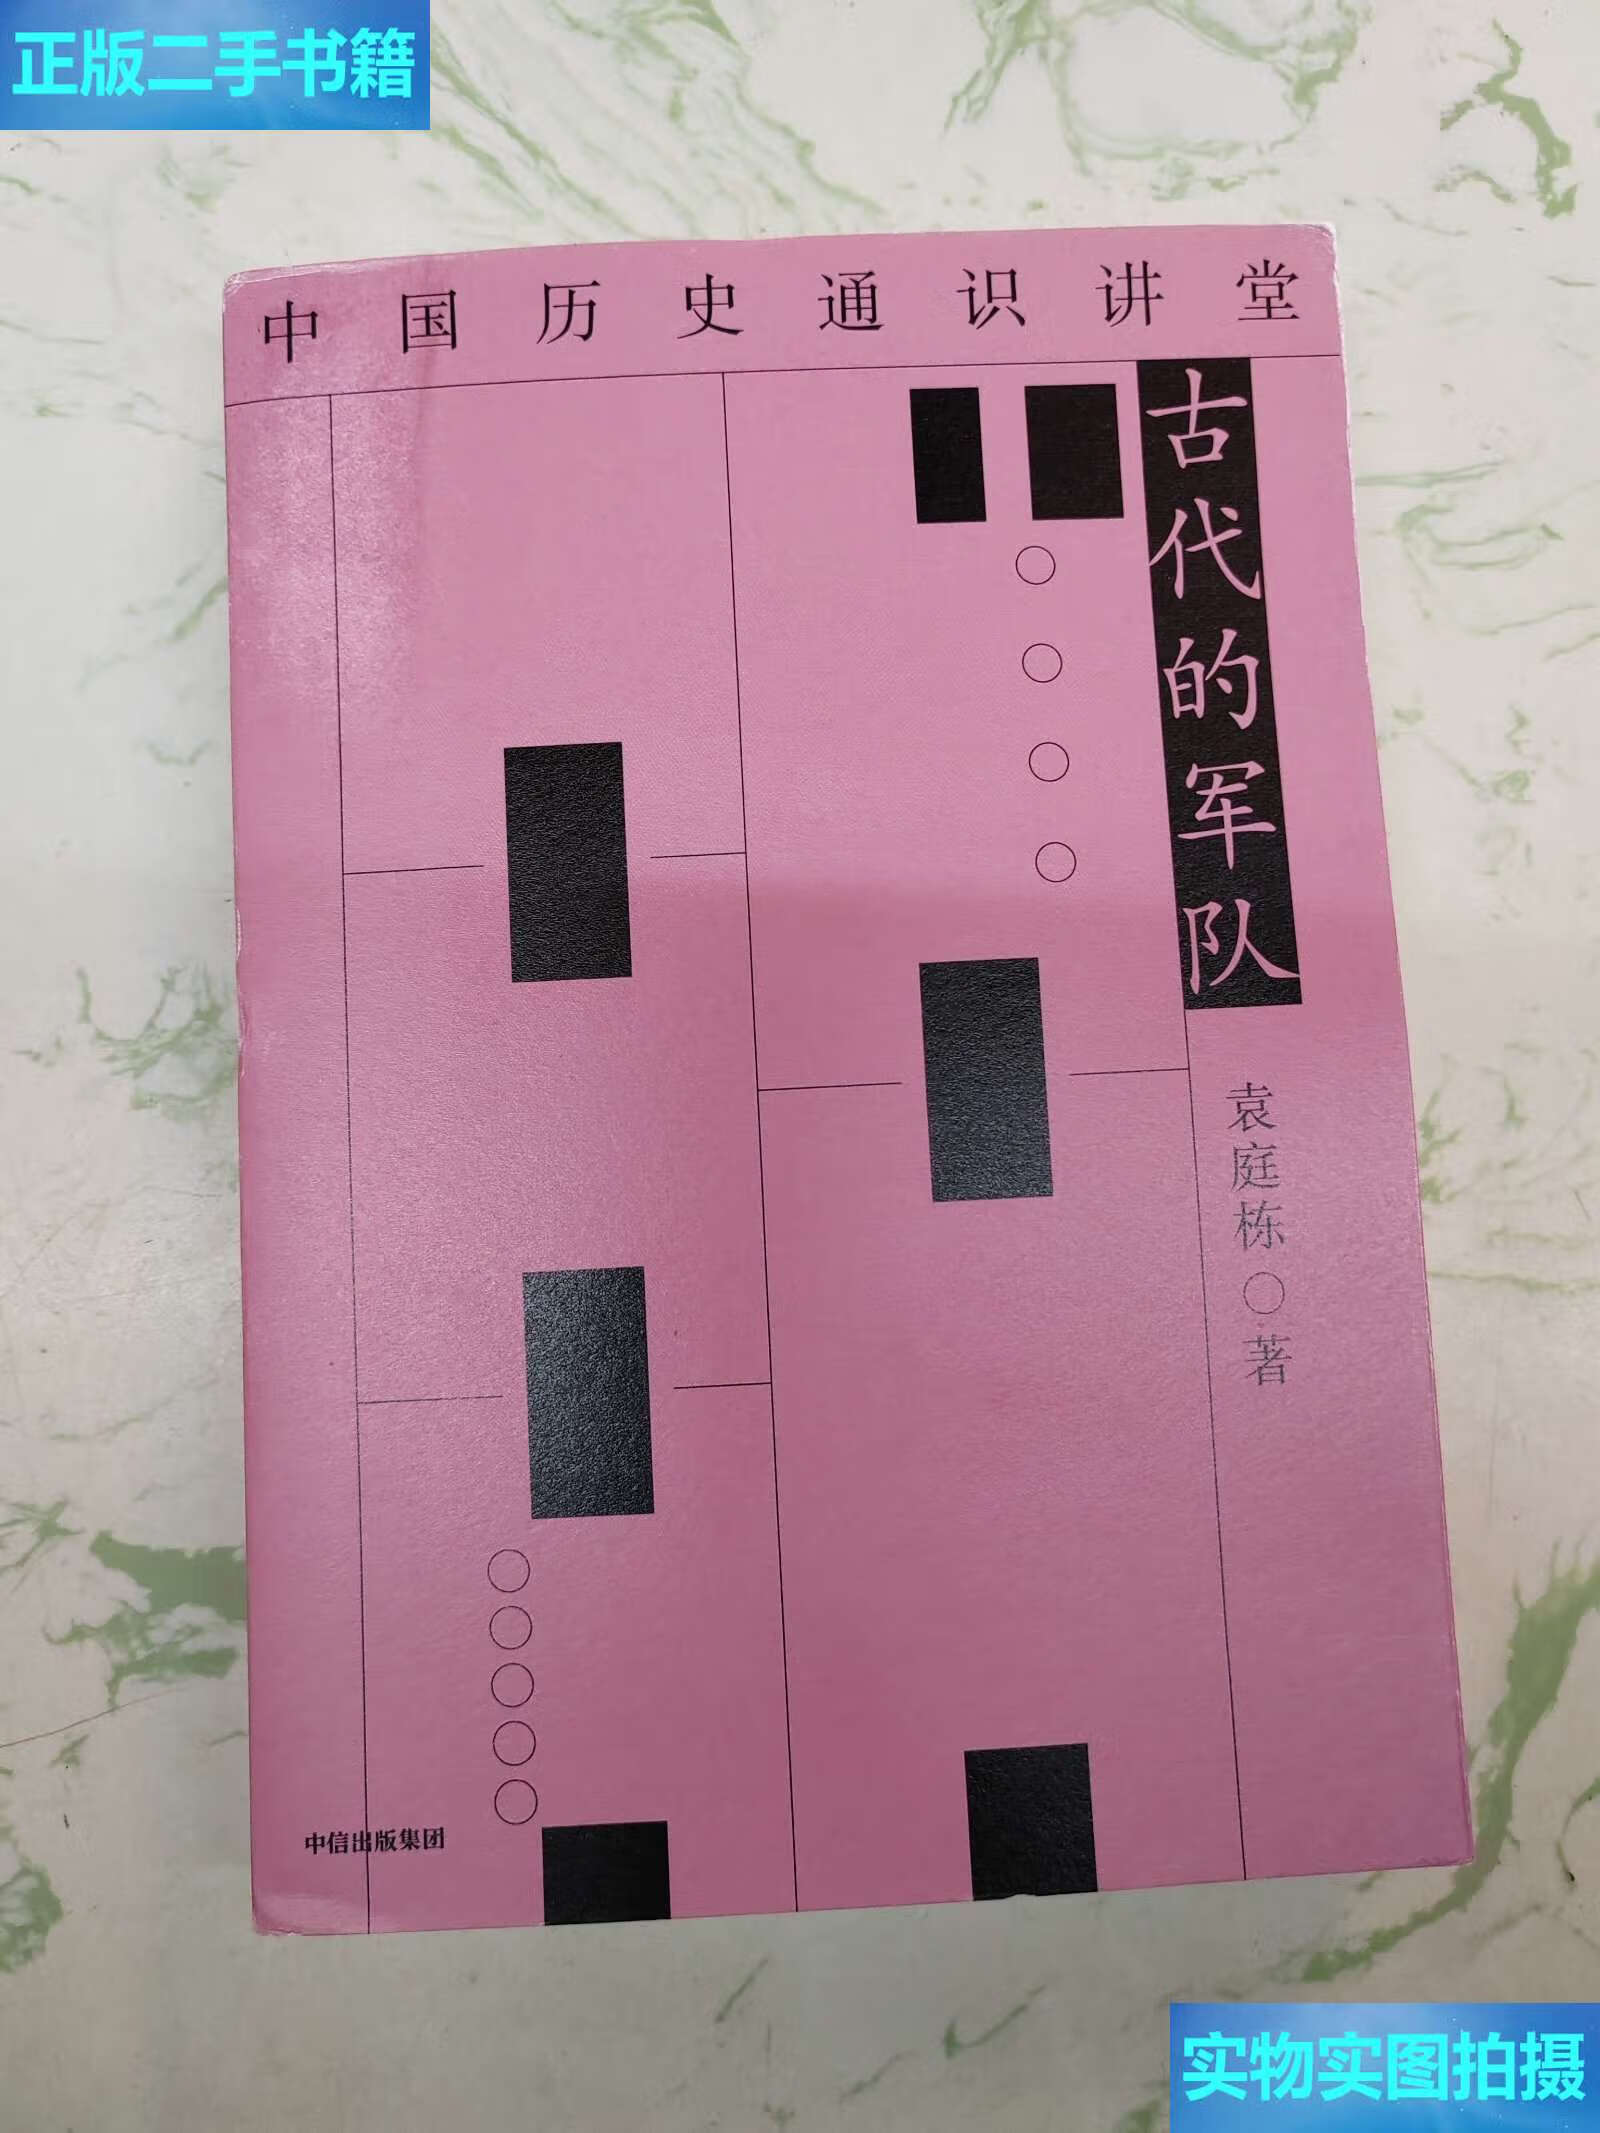 正版二手书籍
中国历史通识讲堂
古代的军队
袁庭栋○著
中信出版集团
实物实图拍摄